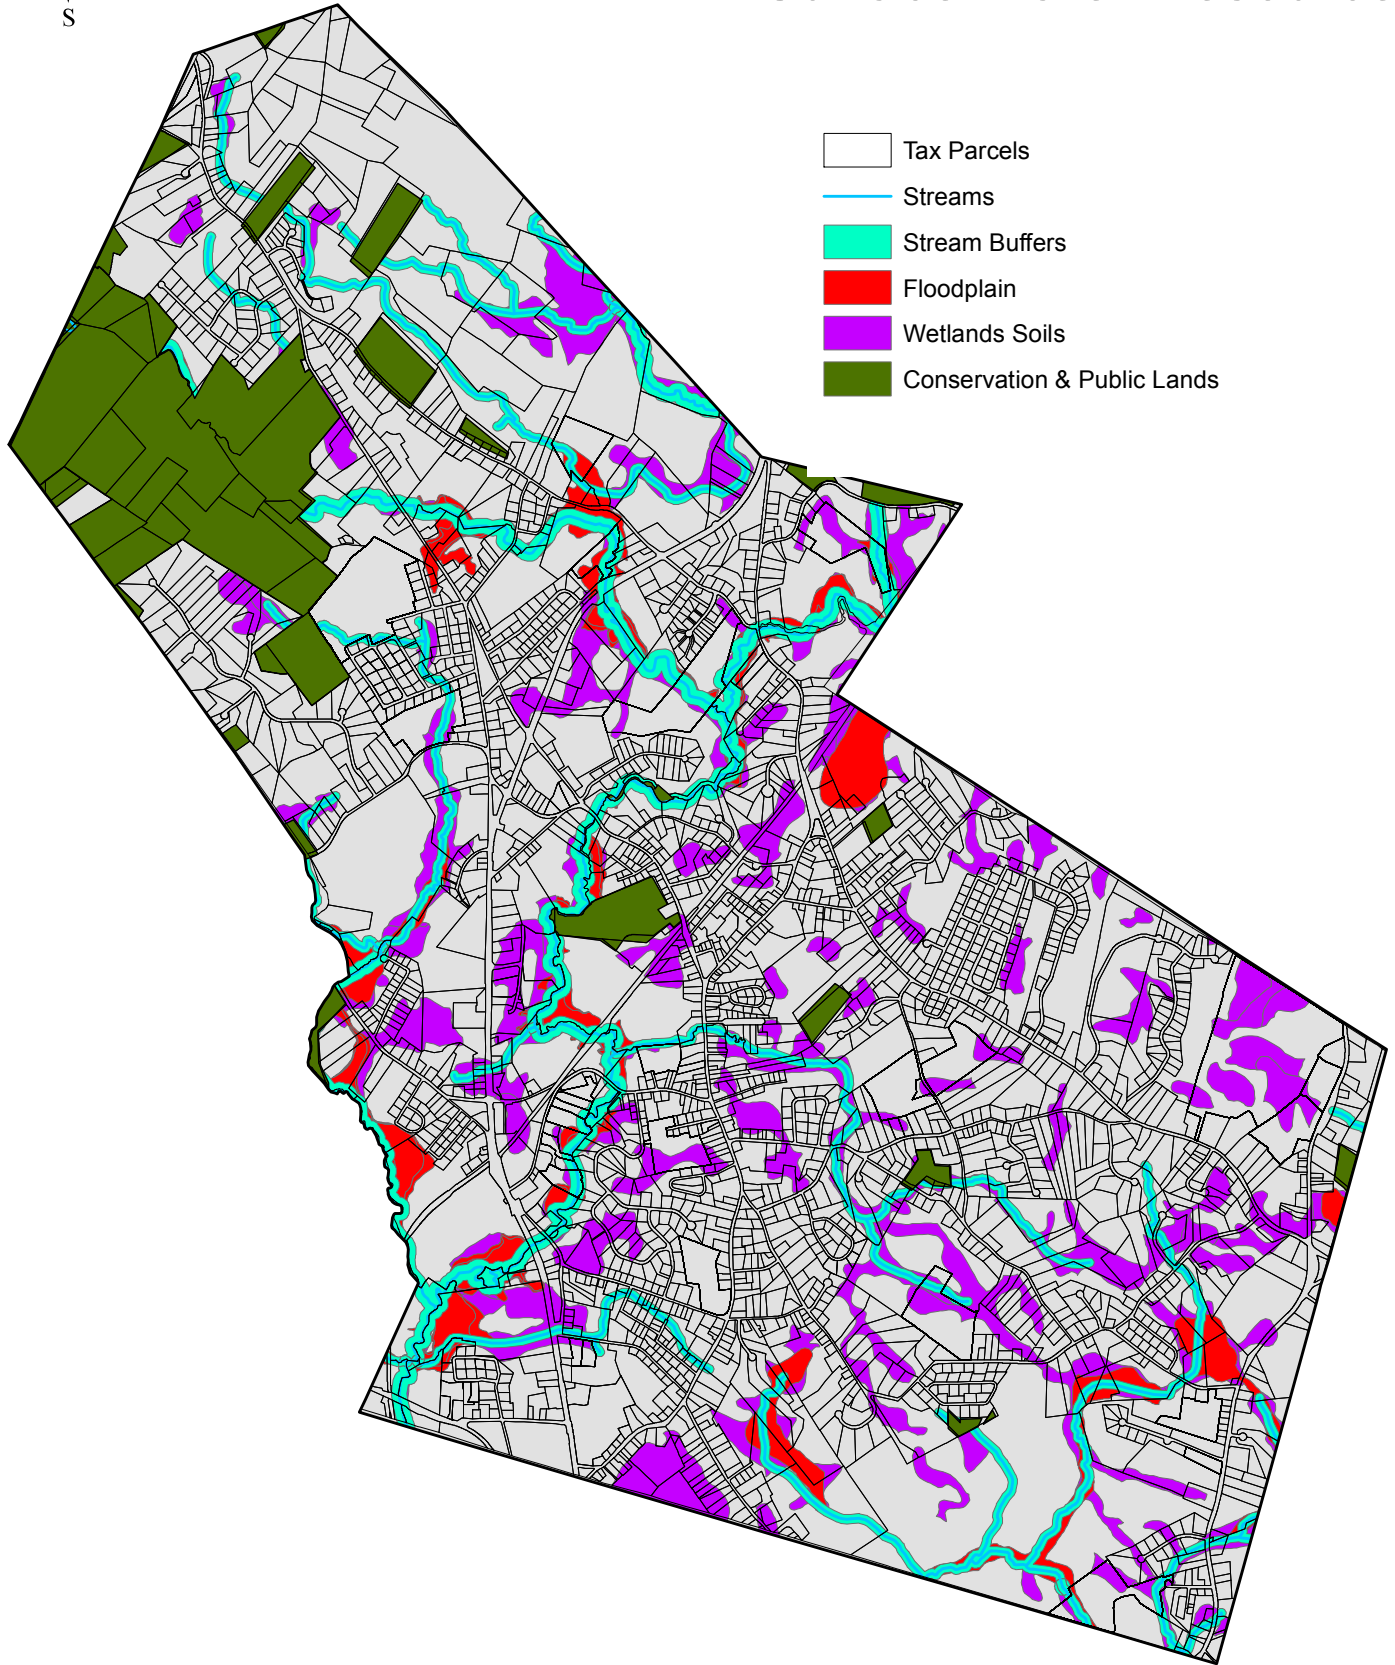 S
Tax Parcels
Streams
Stream Buffers
Floodplain
Wetlands Soils
Conservation & Public Lands